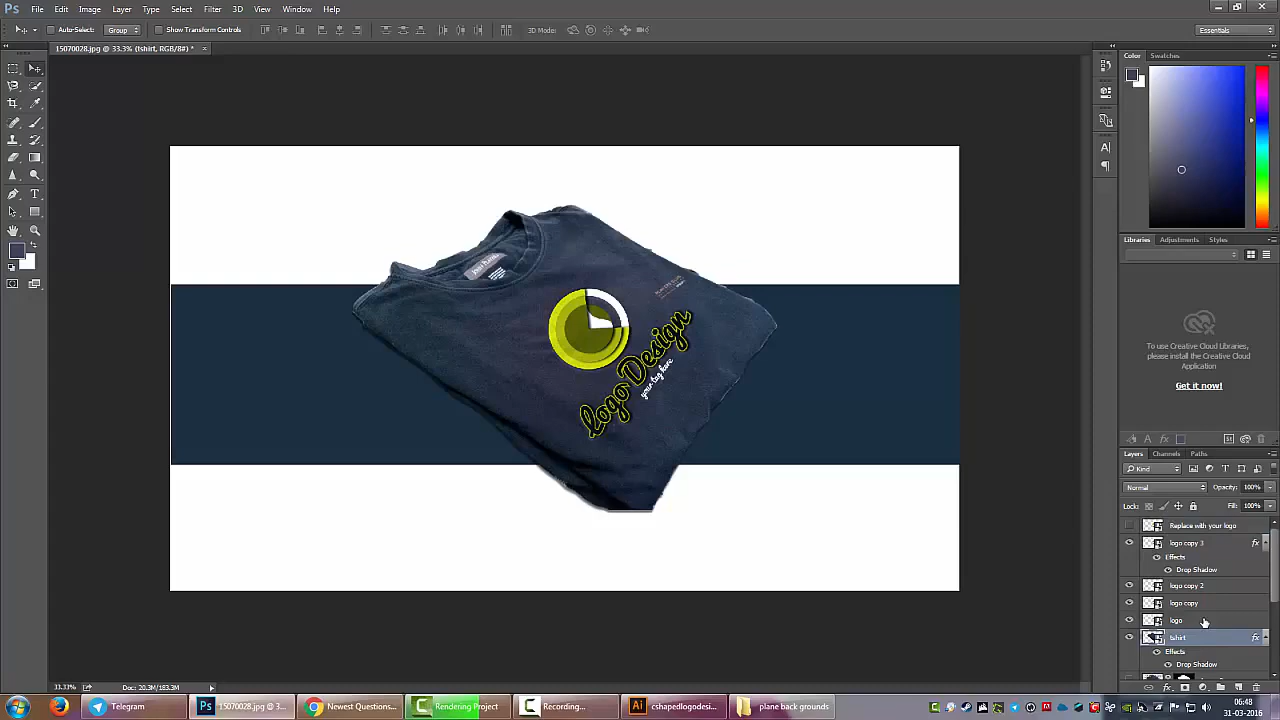 Ps File Edit Image Layer Type Select Filter 3D View Window Help
Auto-Select: Group Show Transform Controls 3D Mode: Essentials
15070028.jpg @ 33.3% (tshirt, RGB/8#) * ×
Color Swatches
Libraries Adjustments Styles
To use Creative Cloud Libraries,
please install the Creative Cloud
Application
Get it now!
Logo Design
your tag here
Layers Channels Paths
Kind
Normal Opacity: 100%
Lock: Fill: 100%
Replace with your logo
logo copy 3 fx
Effects
Drop Shadow
logo copy 2
logo copy
logo
tshirt fx
Effects
Drop Shadow
33.33% Doc: 20.3M/183.3M
Telegram
Ps 15070028.jpg @ 3...
Newest Questions...
Rendering Project
Recording...
Ai cshapedlogodesi...
plane back grounds
06:48
31-03-2016